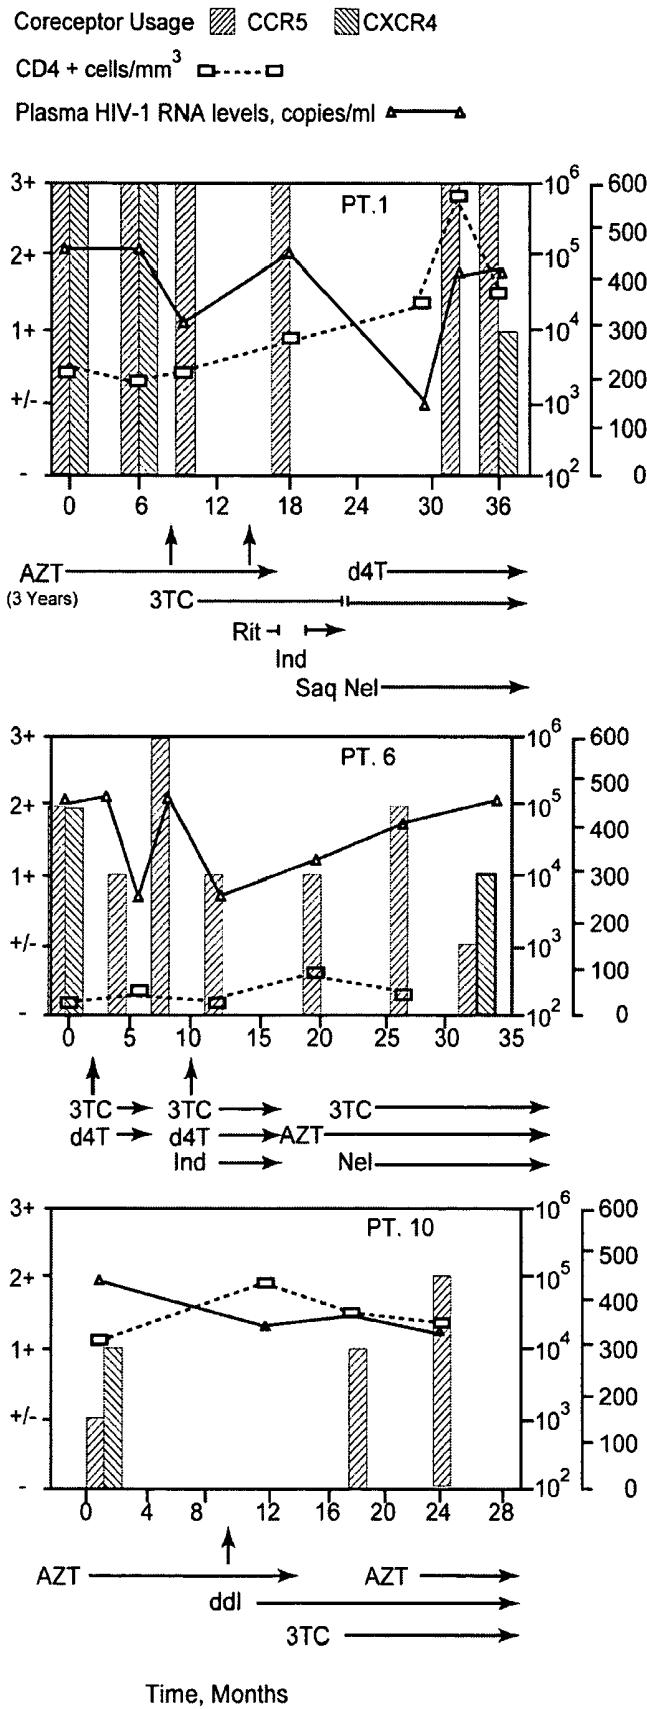 Coreceptor Usage CCR5 CXCR4
CD4 + cells/mm3
Plasma HIV-1 RNA levels, copies/ml
3+ PT.1 10^6 600
500
2+ 10^5
400
1+ 10^4 300
+/- 10^3 200
100
- 10^2 0
0 6 12 18 24 30 36
AZT d4T
(3 Years) 3TC
Rit
Ind
Saq Nel
3+ PT. 6 10^6 600
500
2+ 10^5
400
1+ 10^4 300
200
+/- 10^3
100
- 10^2 0
0 5 10 15 20 25 30 35
3TC 3TC 3TC
d4T d4T AZT
Ind Nel
3+ PT. 10 10^6 600
500
2+ 10^5
400
1+ 10^4 300
200
+/- 10^3
100
- 10^2 0
0 4 8 12 16 20 24 28
AZT AZT
ddI
3TC
Time, Months